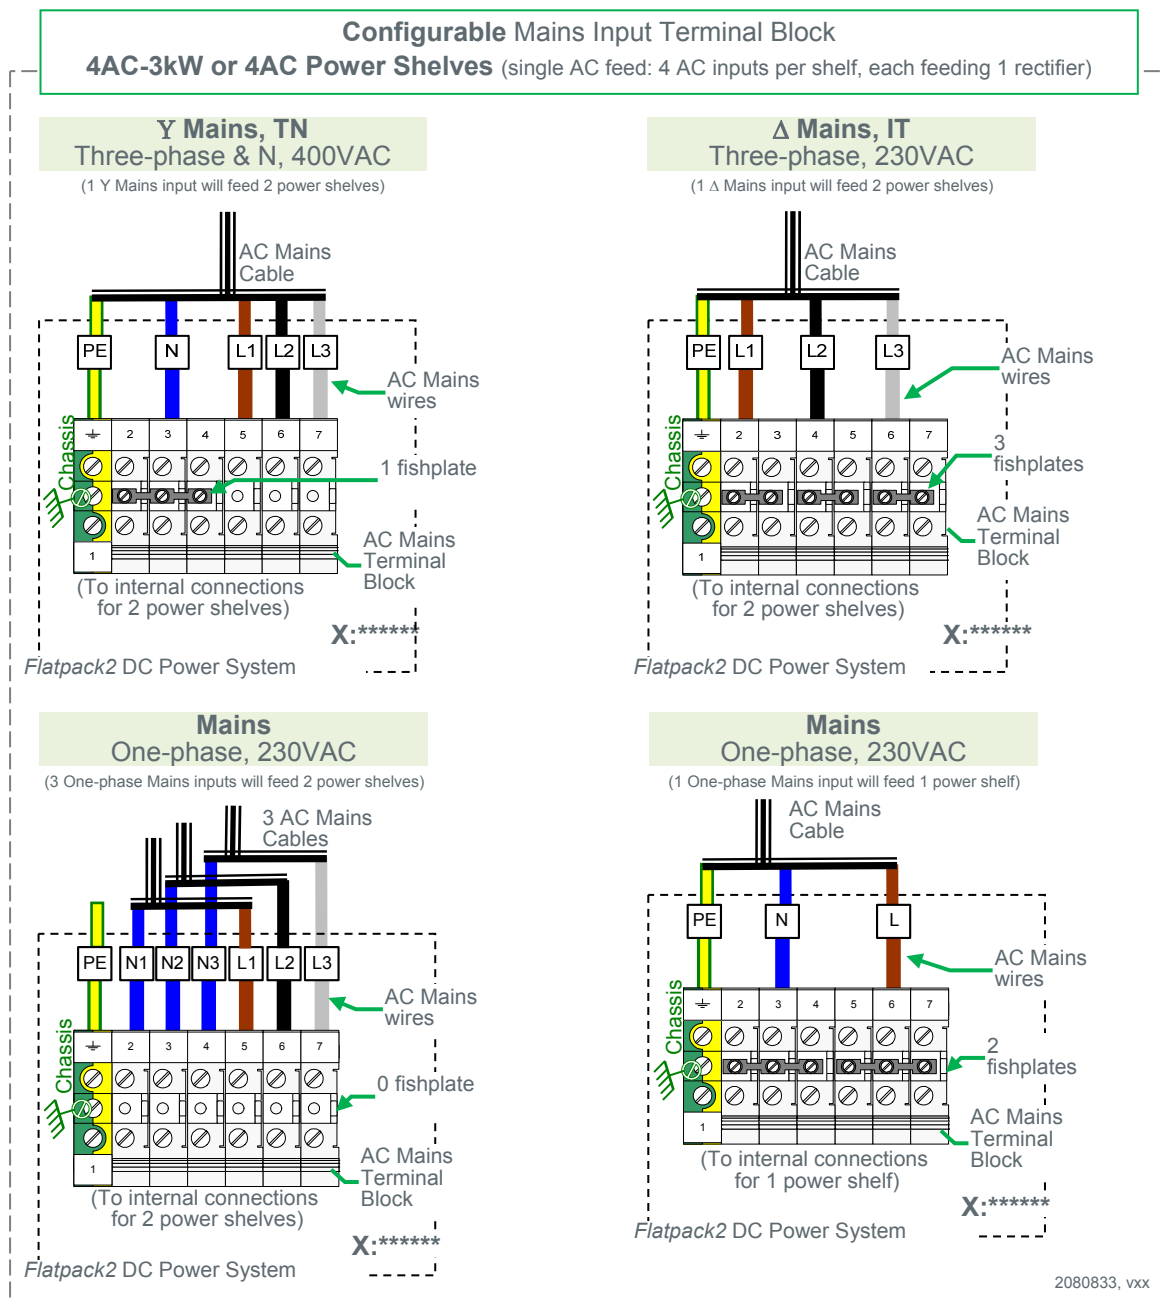 Configurable Mains Input Terminal Block
4AC-3kW or 4AC Power Shelves (single AC feed: 4 AC inputs per shelf, each feeding 1 rectifier)
Y Mains, TN
Three-phase & N, 400VAC
(1 Y Mains input will feed 2 power shelves)
AC Mains
Cable
PE N L1 L2 L3
AC Mains
wires
Chassis
2 3 4 5 6 7
1 fishplate
AC Mains
Terminal
Block
1
(To internal connections
for 2 power shelves)
X:******
Flatpack2 DC Power System
Δ Mains, IT
Three-phase, 230VAC
(1 Δ Mains input will feed 2 power shelves)
AC Mains
Cable
PE L1 L2 L3
AC Mains
wires
Chassis
2 3 4 5 6 7
3
fishplates
AC Mains
Terminal
Block
1
(To internal connections
for 2 power shelves)
X:******
Flatpack2 DC Power System
Mains
One-phase, 230VAC
(3 One-phase Mains inputs will feed 2 power shelves)
3 AC Mains
Cables
PE N1 N2 N3 L1 L2 L3
AC Mains
wires
Chassis
2 3 4 5 6 7
0 fishplate
AC Mains
Terminal
Block
1
(To internal connections
for 2 power shelves)
X:******
Flatpack2 DC Power System
Mains
One-phase, 230VAC
(1 One-phase Mains input will feed 1 power shelf)
AC Mains
Cable
PE N L
AC Mains
wires
Chassis
2 3 4 5 6 7
2
fishplates
AC Mains
Terminal
Block
1
(To internal connections
for 1 power shelf)
X:******
Flatpack2 DC Power System
2080833, vxx